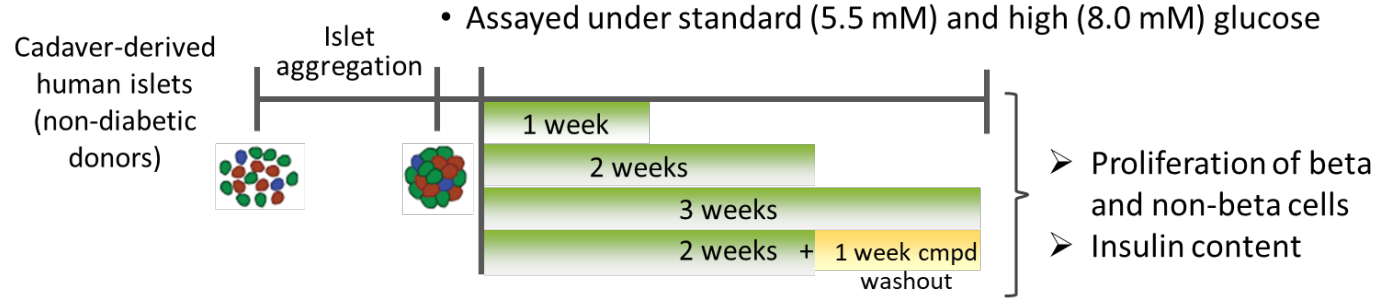 • Assayed under standard (5.5 mM) and high (8.0 mM) glucose
Cadaver-derived
human islets
(non-diabetic
donors)
Islet
aggregation
1 week
2 weeks
3 weeks
2 weeks + 1 week cmpd
washout
➢ Proliferation of beta
and non-beta cells
➢ Insulin content